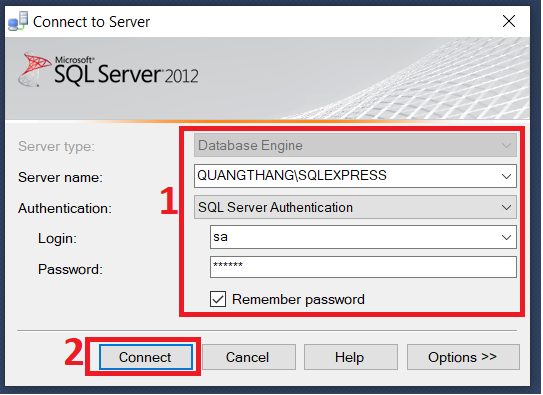 Connect to Server
Microsoft®
SQL Server® 2012
Server type: Database Engine
Server name: QUANGTHANG\SQLEXPRESS
1
Authentication: SQL Server Authentication
Login: sa
Password: ******
Remember password
2
Connect Cancel Help Options >>